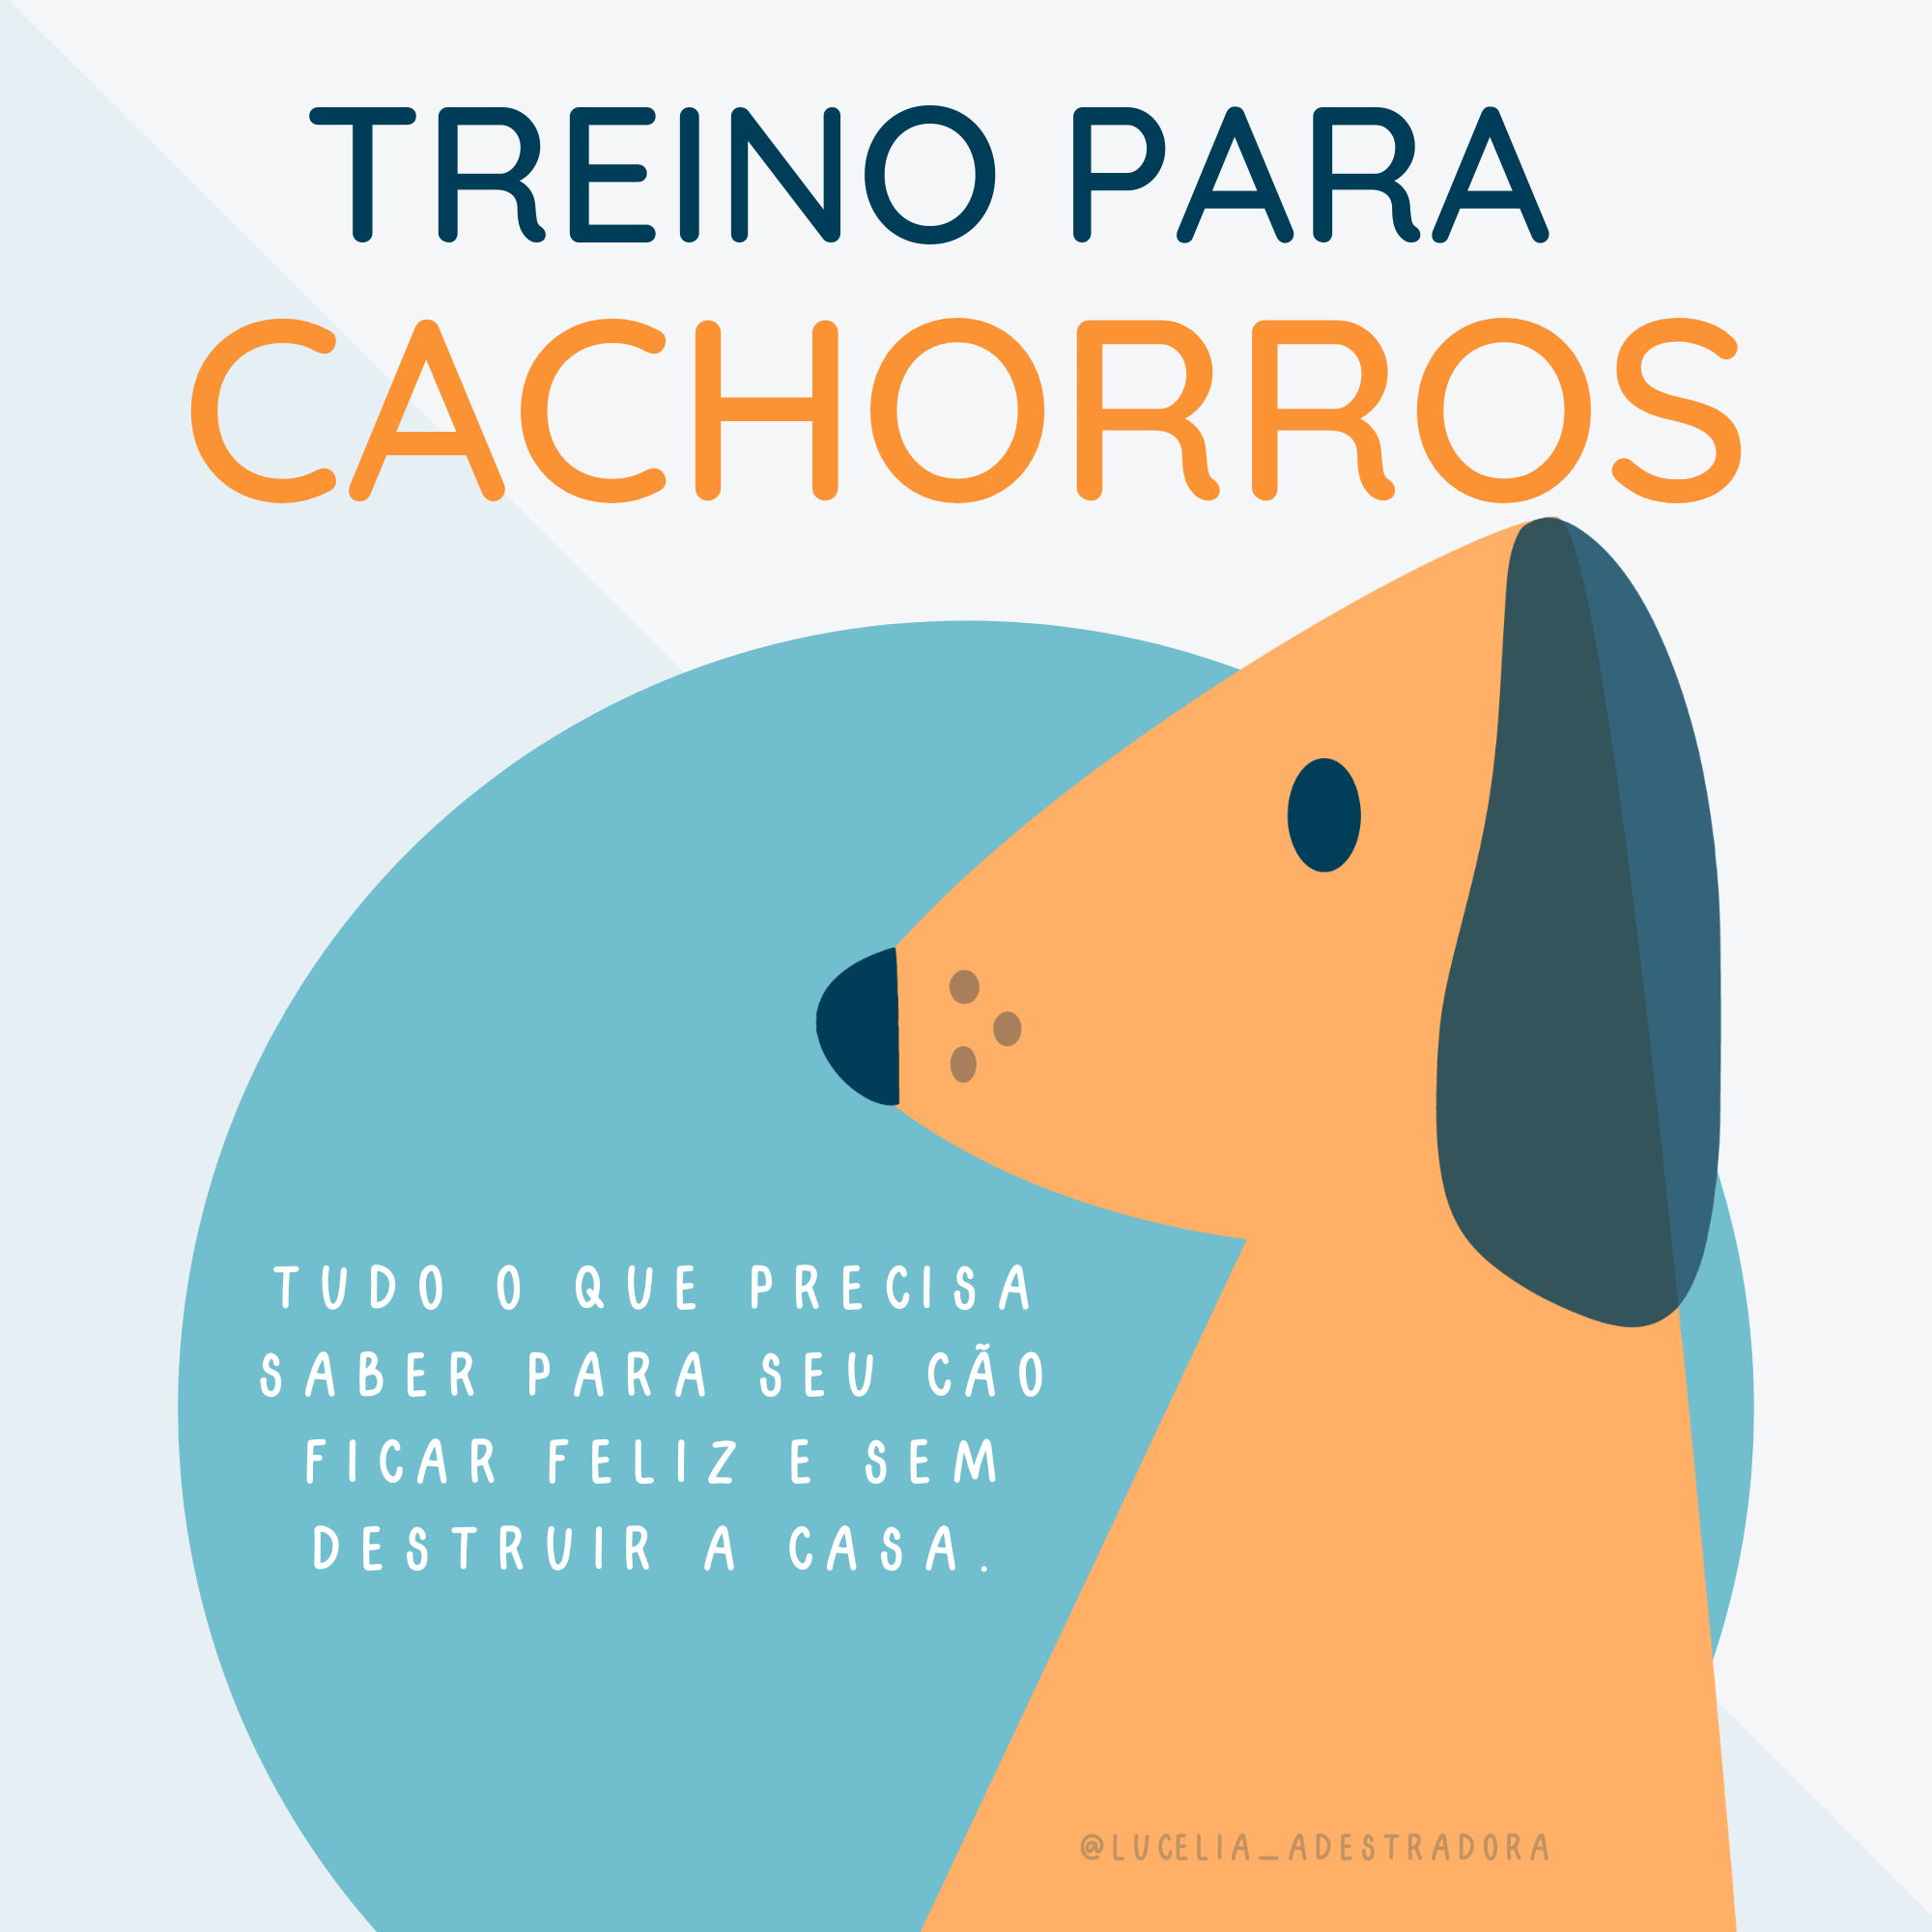 TREINO PARA
CACHORROS
TUDO O QUE PRECISA
SABER PARA SEU CÃO
FICAR FELIZ E SEM
DESTRUIR A CASA.
@LUCELIA_ADESTRADORA